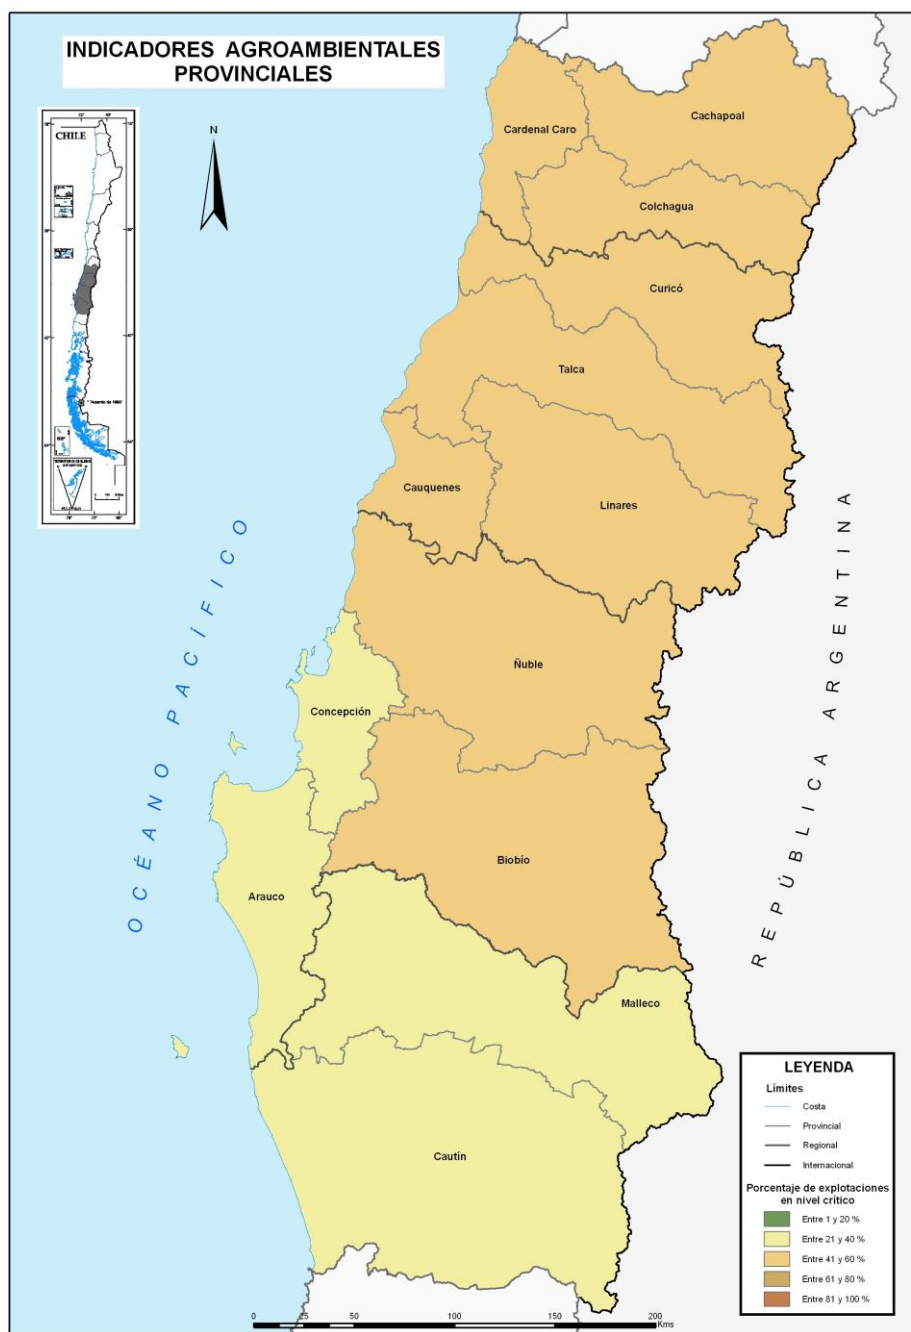 INDICADORES AGROAMBIENTALES
PROVINCIALES
CHILE
N
Cardenal Caro
Cachapoal
Colchagua
Curicó
Talca
Cauquenes
Linares
Ñuble
Concepción
Biobío
Arauco
Malleco
Cautín
OCÉANO PACÍFICO
REPÚBLICA ARGENTINA
LEYENDA
Límites
Costa
Provincial
Regional
Internacional
Porcentaje de explotaciones
en nivel crítico
Entre 1 y 20 %
Entre 21 y 40 %
Entre 41 y 60 %
Entre 61 y 80 %
Entre 81 y 100 %
0 25 50 100 150 200
Kms